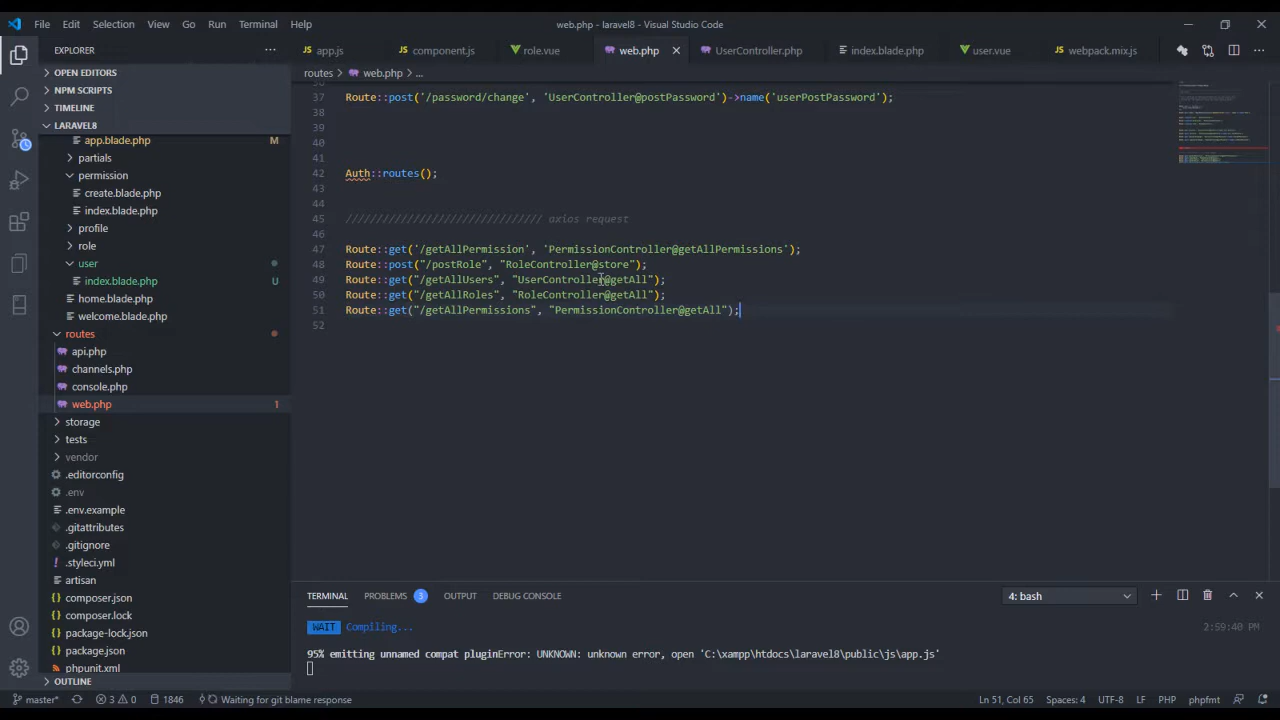 File Edit Selection View Go Run Terminal Help
web.php - laravel8 - Visual Studio Code
EXPLORER
app.js component.js role.vue web.php UserController.php index.blade.php user.vue webpack.mix.js
routes > web.php > ...
OPEN EDITORS
NPM SCRIPTS
TIMELINE
LARAVEL8
app.blade.php M
partials
permission
create.blade.php
index.blade.php
profile
role
user
index.blade.php U
home.blade.php
welcome.blade.php
routes
api.php
channels.php
console.php
web.php 1
storage
tests
vendor
.editorconfig
.env
.env.example
.gitattributes
.gitignore
.styleci.yml
artisan
composer.json
composer.lock
package-lock.json
package.json
phpunit.xml
OUTLINE
37 Route::post('/password/change', 'UserController@postPassword')->name('userPostPassword');
38
39
40
41
42 Auth::routes();
43
44
45 //////////////////////////////// axios request
46
47 Route::get('/getAllPermission', 'PermissionController@getAllPermissions');
48 Route::post("/postRole", "RoleController@store");
49 Route::get("/getAllUsers", "UserController@getAll");
50 Route::get("/getAllRoles", "RoleController@getAll");
51 Route::get("/getAllPermissions", "PermissionController@getAll");
52
TERMINAL PROBLEMS 3 OUTPUT DEBUG CONSOLE
4: bash
WAIT Compiling...
2:59:40 PM
95% emitting unnamed compat pluginError: UNKNOWN: unknown error, open 'C:\xampp\htdocs\laravel8\public\js\app.js'
master* 3 0 1846 Waiting for git blame response
Ln 51, Col 65 Spaces: 4 UTF-8 LF PHP phpfmt